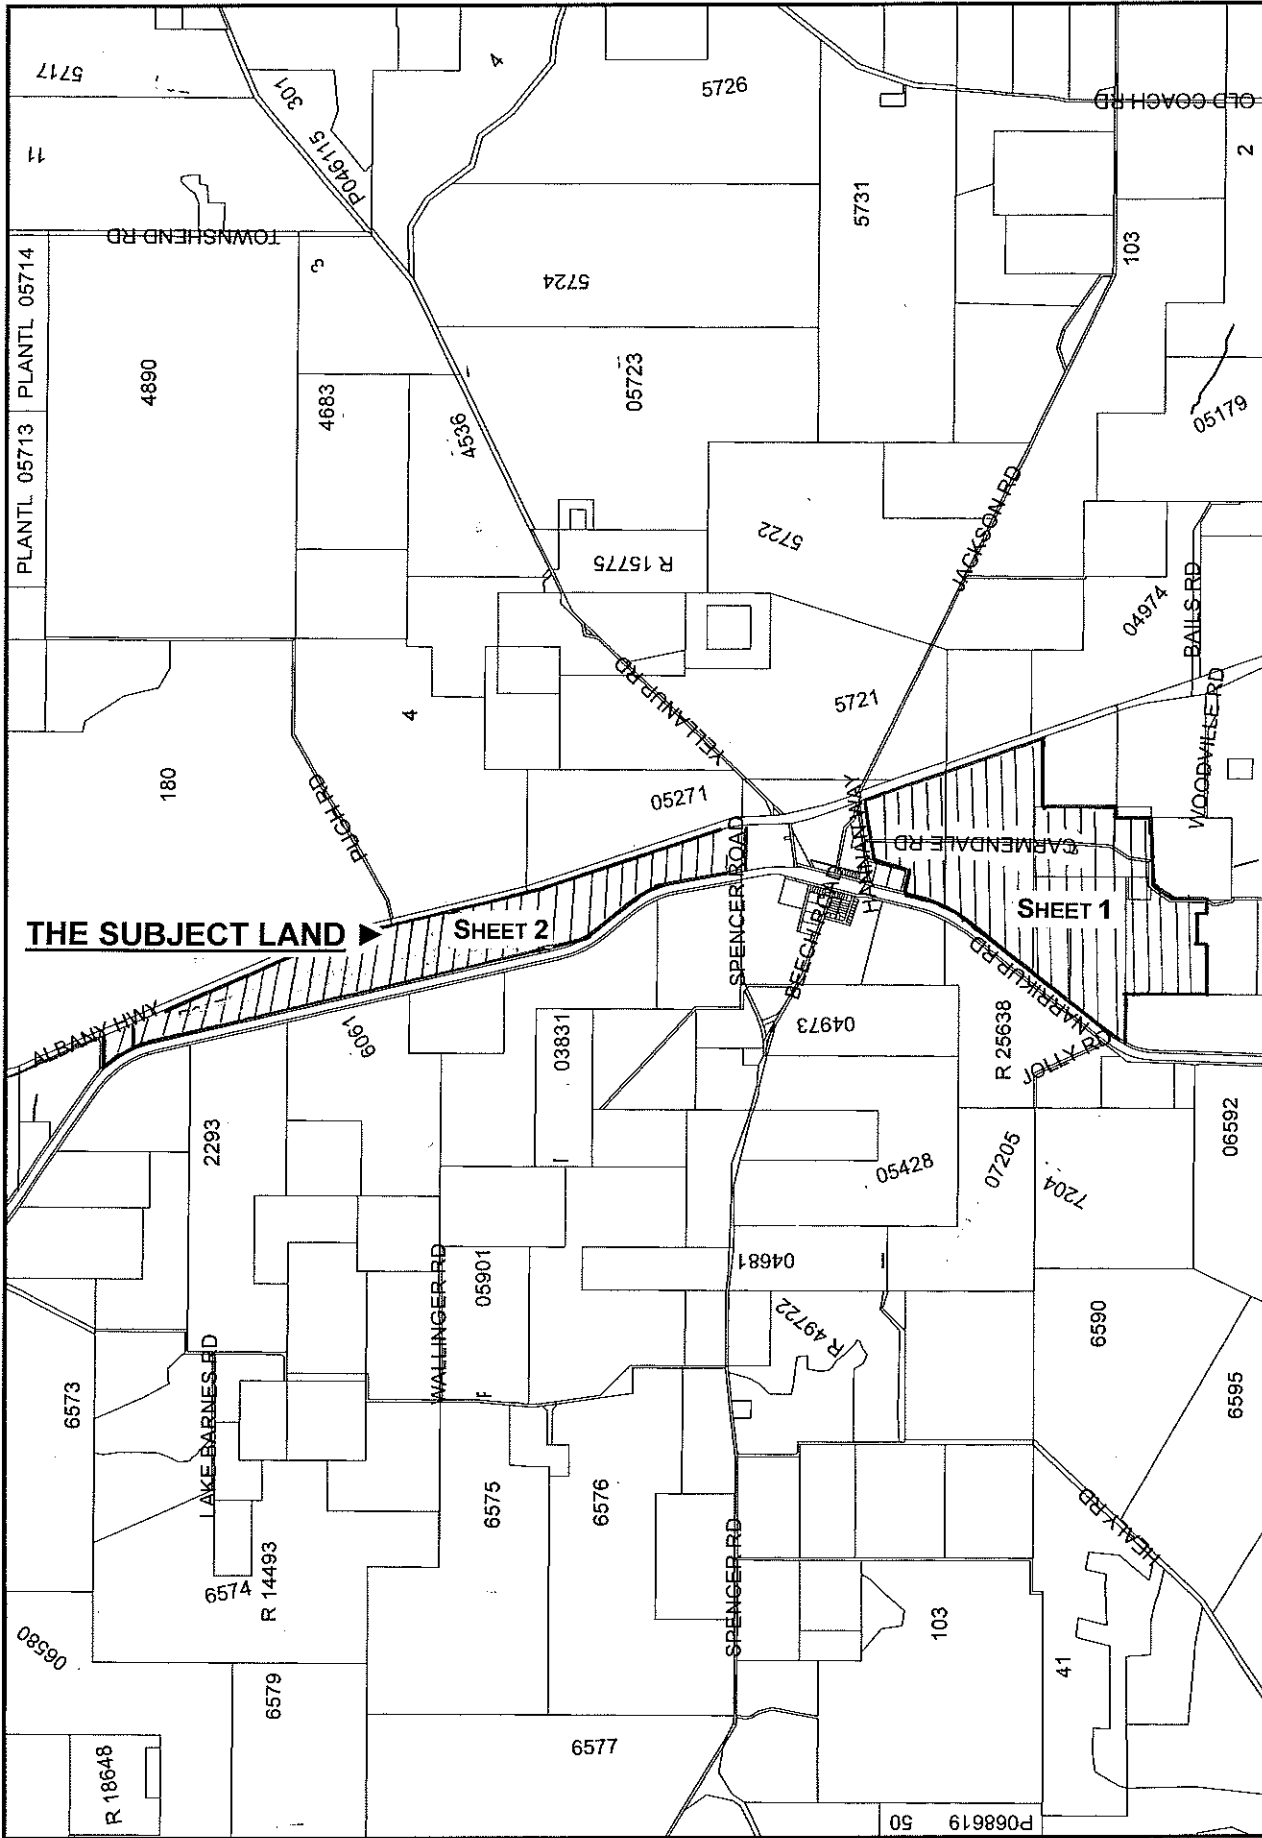 5717
301
4
5726
OLD COACH RD
11
P046115
2
TOWNSHEND RD
5731
PLANTL 05713
PLANTL 05714
3
5724
103
4890
4683
4536
05723
05179
5722
JACKSON RD
R 15775
04974
BAILS RD
4
YELLANUP RD
5721
WOODVILLE RD
180
PUGH RD
05271
HANNAN WAY
CARMENDALE RD
SPENCER ROAD
THE SUBJECT LAND
SHEET 2
SHEET 1
BEECH ROAD
NARRIKUP RD
ALBANY HWY
6061
03831
04973
R 25638
JOLLY RD
2293
05428
07205
7204
06592
WALLINGER RD
05901
04681
R 49722
6590
6573
LAKE BARNES RD
6595
6575
6576
6574
R 14493
SPENCER RD
HEALY RD
06580
6579
103
41
R 18648
6577
50
P068619